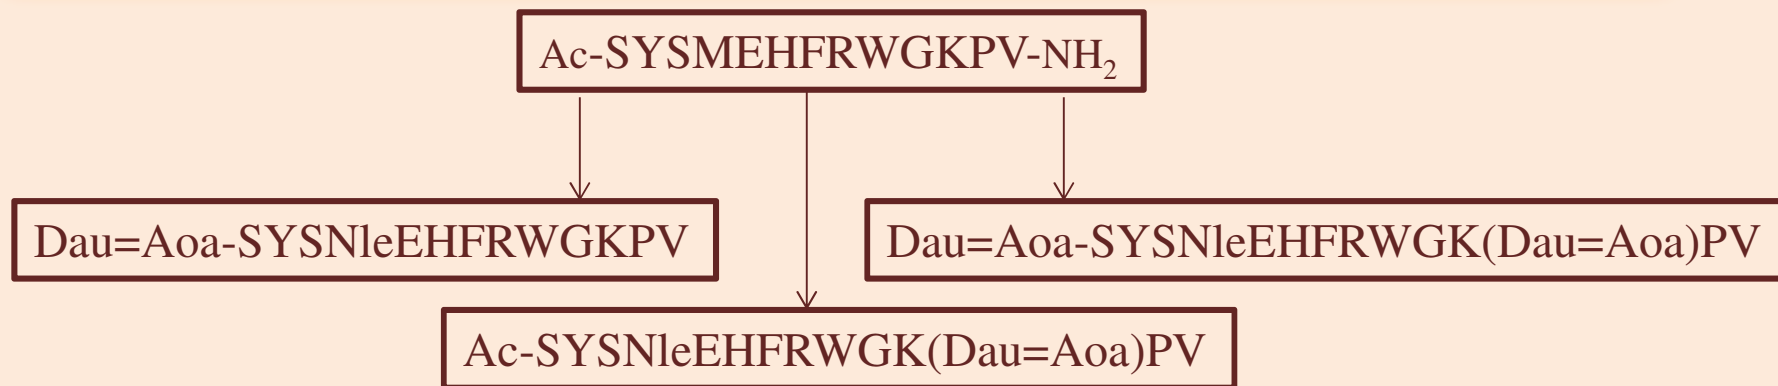 Ac-SYSMEHFRWGKPV-NH₂
Dau=Aoa-SYSNleEHFRWGKPV
Dau=Aoa-SYSNleEHFRWGK(Dau=Aoa)PV
Ac-SYSNleEHFRWGK(Dau=Aoa)PV